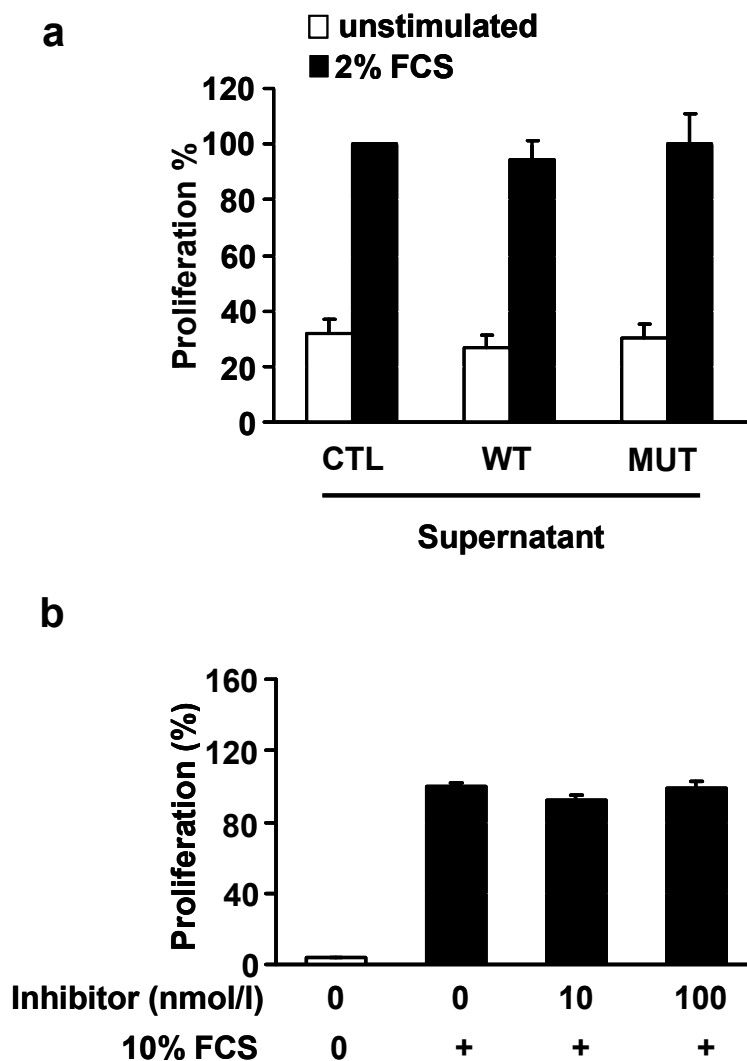 a
unstimulated
2% FCS
120
100
80
60
40
20
0
Proliferation %
CTL WT MUT
Supernatant
b
160
120
80
40
0
Proliferation (%)
Inhibitor (nmol/l) 0 0 10 100
10% FCS 0 + + +